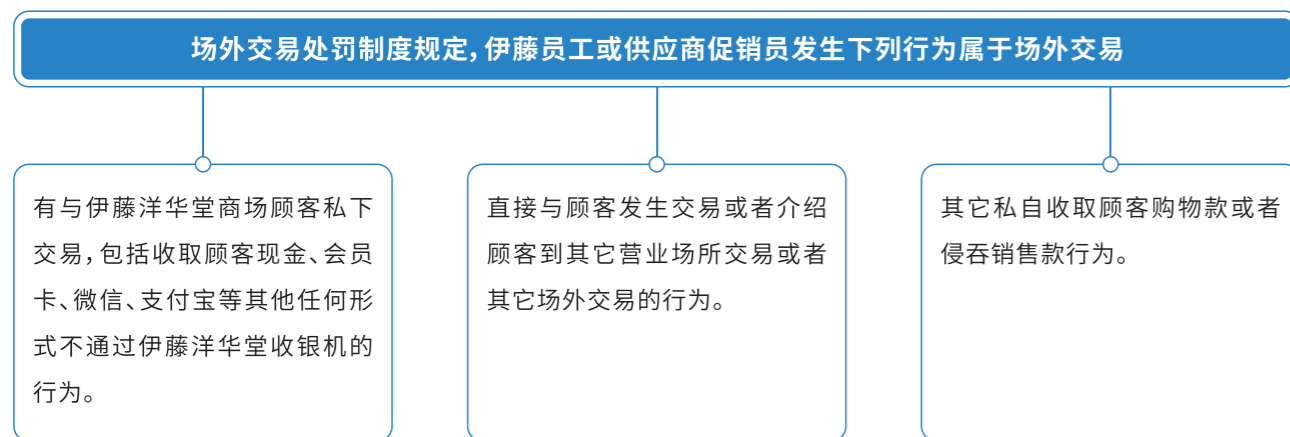 场外交易处罚制度规定，伊藤员工或供应商促销员发生下列行为属于场外交易
有与伊藤洋华堂商场顾客私下
交易，包括收取顾客现金、会员
卡、微信、支付宝等其他任何形
式不通过伊藤洋华堂收银机的
行为。
直接与顾客发生交易或者介绍
顾客到其它营业场所交易或者
其它场外交易的行为。
其它私自收取顾客购物款或者
侵吞销售款行为。